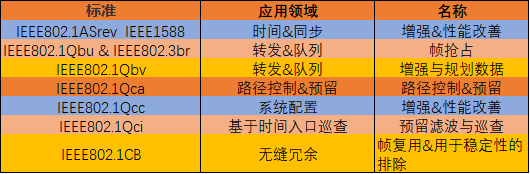 标准 应用领域 名称
IEEE802.1ASrev IEEE1588 时间&同步 增强&性能改善
IEEE802.1Qbu & IEEE802.3br 转发&队列 帧抢占
IEEE802.1Qbv 转发&队列 增强与规划数据
IEEE802.1Qca 路径控制&预留 路径控制&预留
IEEE802.1Qcc 系统配置 增强&性能改善
IEEE802.1Qci 基于时间入口巡查 预留滤波与巡查
IEEE802.1CB 无缝冗余 帧复用&用于稳定性的
排除